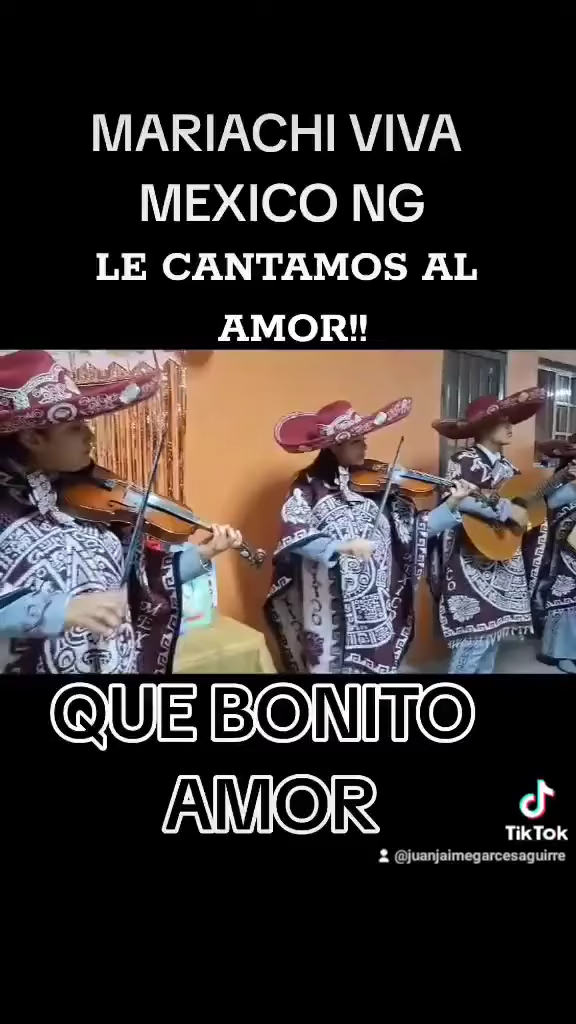 MARIACHI VIVA
MEXICO NG
LE CANTAMOS AL
AMOR!!
QUE BONITO
AMOR
TikTok
@juanjaimegarcesaguirre